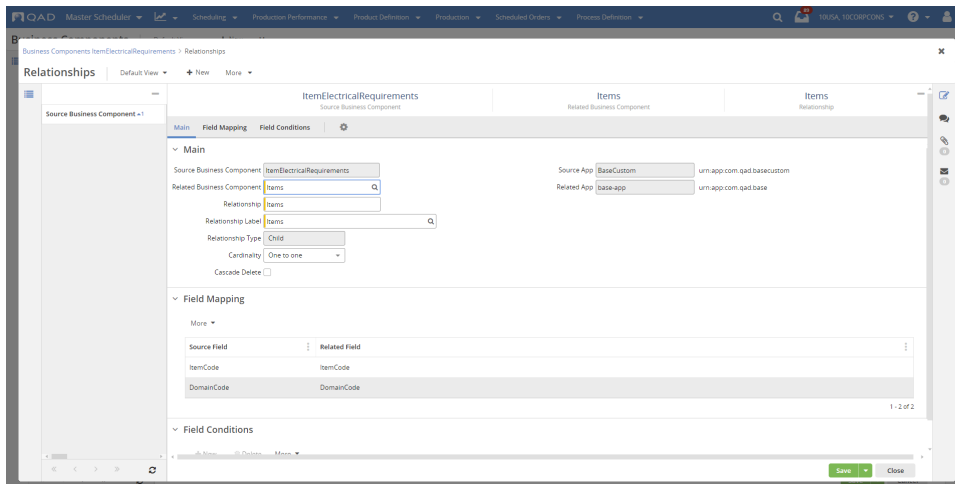 QAD Master Scheduler Scheduling Production Performance Product Definition Production Scheduled Orders Process Definition 10USA, 10CORPCONS
Business Components ItemElectricalRequirements > Relationships
Relationships Default View + New More
ItemElectricalRequirements Items Items
Source Business Component Related Business Component Relationship
Source Business Component
Main Field Mapping Field Conditions
Main
Source Business Component ItemElectricalRequirements Source App BaseCustom urn:app:com.qad.basecustom
Related Business Component Items Related App base-app urn:app:com.qad.base
Relationship Items
Relationship Label Items
Relationship Type Child
Cardinality One to one
Cascade Delete
Field Mapping
More
Source Field Related Field
ItemCode ItemCode
DomainCode DomainCode
1 - 2 of 2
Field Conditions
New Delete More
Save Close